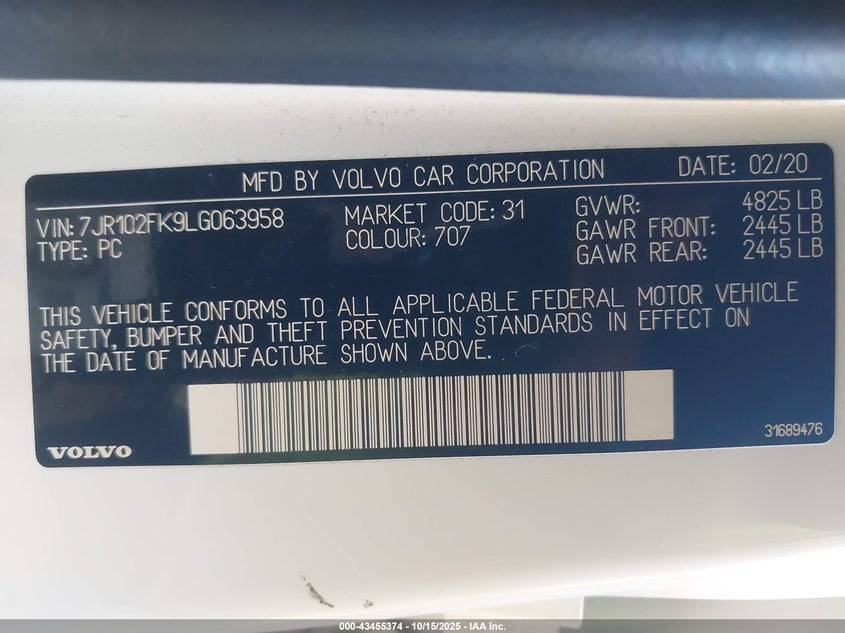 MFD BY VOLVO CAR CORPORATION DATE: 02/20
VIN: 7JR102FK9LG063958 MARKET CODE: 31 GVWR: 4825 LB
TYPE: PC COLOUR: 707 GAWR FRONT: 2445 LB
GAWR REAR: 2445 LB
THIS VEHICLE CONFORMS TO ALL APPLICABLE FEDERAL MOTOR VEHICLE
SAFETY, BUMPER AND THEFT PREVENTION STANDARDS IN EFFECT ON
THE DATE OF MANUFACTURE SHOWN ABOVE.
VOLVO 31689476
000-43455374 | 10/15/2025 - IAA Inc.